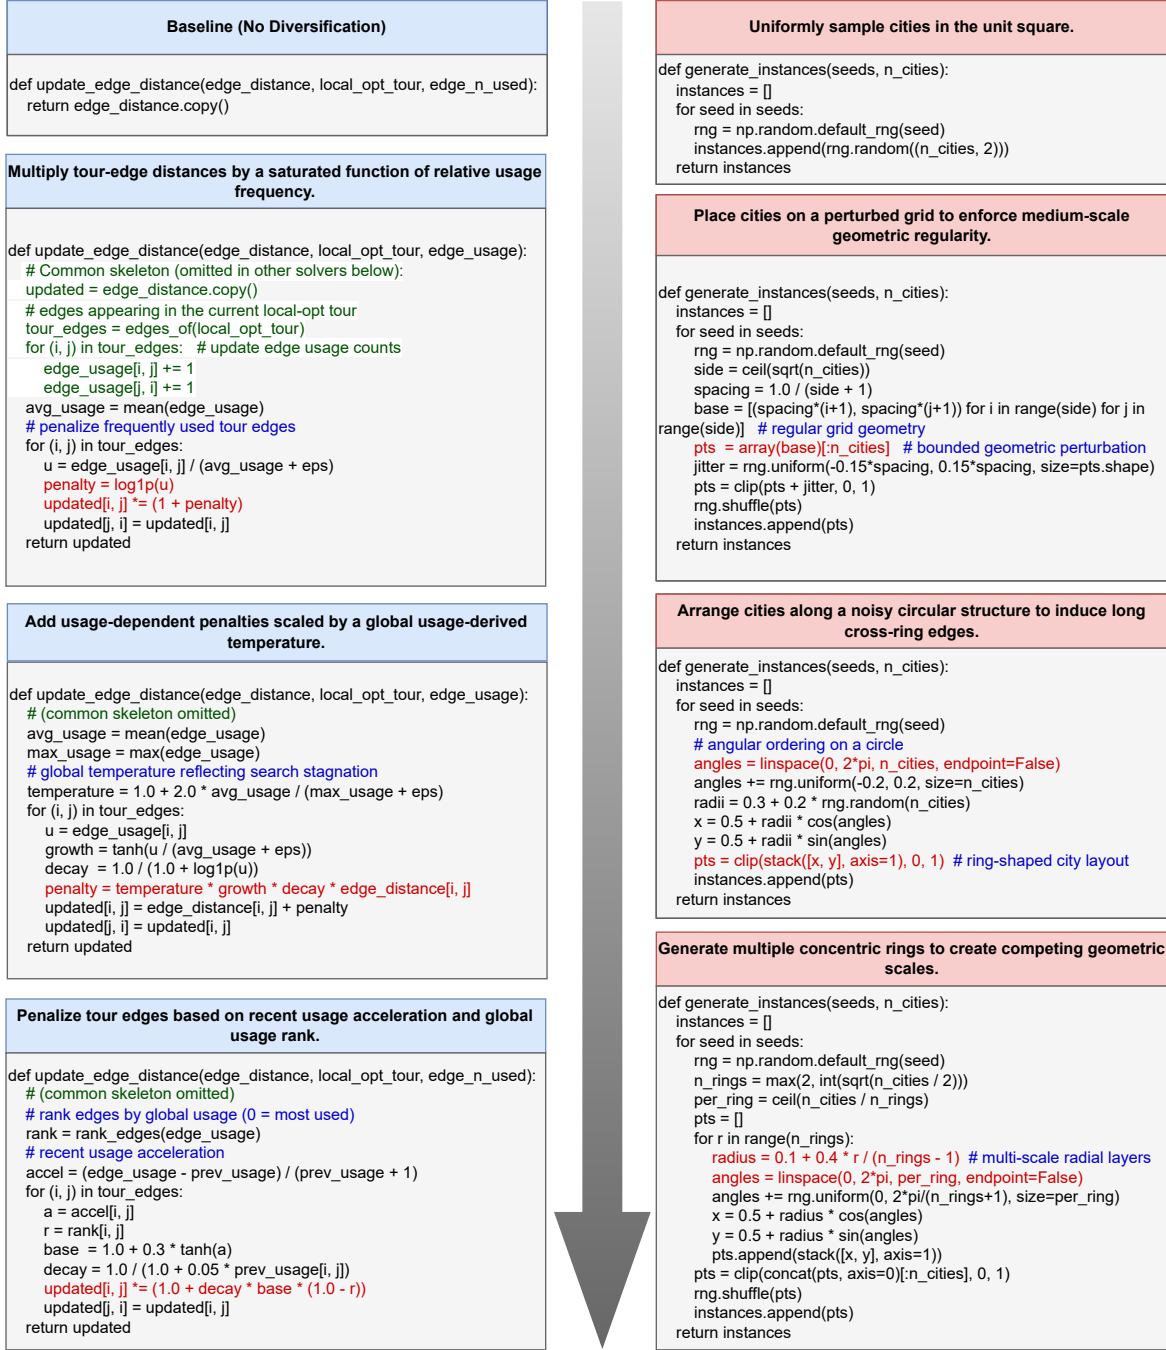 Baseline (No Diversification)
def update_edge_distance(edge_distance, local_opt_tour, edge_n_used):
return edge_distance.copy()
Multiply tour-edge distances by a saturated function of relative usage
frequency.
def update_edge_distance(edge_distance, local_opt_tour, edge_usage):
# Common skeleton (omitted in other solvers below):
updated = edge_distance.copy()
# edges appearing in the current local-opt tour
tour_edges = edges_of(local_opt_tour)
for (i, j) in tour_edges: # update edge usage counts
edge_usage[i, j] += 1
edge_usage[j, i] += 1
avg_usage = mean(edge_usage)
# penalize frequently used tour edges
for (i, j) in tour_edges:
u = edge_usage[i, j] / (avg_usage + eps)
penalty = log1p(u)
updated[i, j] *= (1 + penalty)
updated[j, i] = updated[i, j]
return updated
Add usage-dependent penalties scaled by a global usage-derived
temperature.
def update_edge_distance(edge_distance, local_opt_tour, edge_usage):
# (common skeleton omitted)
avg_usage = mean(edge_usage)
max_usage = max(edge_usage)
# global temperature reflecting search stagnation
temperature = 1.0 + 2.0 * avg_usage / (max_usage + eps)
for (i, j) in tour_edges:
u = edge_usage[i, j]
growth = tanh(u / (avg_usage + eps))
decay = 1.0 / (1.0 + log1p(u))
penalty = temperature * growth * decay * edge_distance[i, j]
updated[i, j] = edge_distance[i, j] + penalty
updated[j, i] = updated[i, j]
return updated
Penalize tour edges based on recent usage acceleration and global
usage rank.
def update_edge_distance(edge_distance, local_opt_tour, edge_n_used):
# (common skeleton omitted)
# rank edges by global usage (0 = most used)
rank = rank_edges(edge_usage)
# recent usage acceleration
accel = (edge_usage - prev_usage) / (prev_usage + 1)
for (i, j) in tour_edges:
a = accel[i, j]
r = rank[i, j]
base = 1.0 + 0.3 * tanh(a)
decay = 1.0 / (1.0 + 0.05 * prev_usage[i, j])
updated[i, j] *= (1.0 + decay * base * (1.0 - r))
updated[j, i] = updated[i, j]
return updated
Uniformly sample cities in the unit square.
def generate_instances(seeds, n_cities):
instances = []
for seed in seeds:
rng = np.random.default_rng(seed)
instances.append(rng.random((n_cities, 2)))
return instances
Place cities on a perturbed grid to enforce medium-scale
geometric regularity.
def generate_instances(seeds, n_cities):
instances = []
for seed in seeds:
rng = np.random.default_rng(seed)
side = ceil(sqrt(n_cities))
spacing = 1.0 / (side + 1)
base = [(spacing*(i+1), spacing*(j+1)) for i in range(side) for j in
range(side)] # regular grid geometry
pts = array(base)[:n_cities] # bounded geometric perturbation
jitter = rng.uniform(-0.15*spacing, 0.15*spacing, size=pts.shape)
pts = clip(pts + jitter, 0, 1)
rng.shuffle(pts)
instances.append(pts)
return instances
Arrange cities along a noisy circular structure to induce long
cross-ring edges.
def generate_instances(seeds, n_cities):
instances = []
for seed in seeds:
rng = np.random.default_rng(seed)
# angular ordering on a circle
angles = linspace(0, 2*pi, n_cities, endpoint=False)
angles += rng.uniform(-0.2, 0.2, size=n_cities)
radii = 0.3 + 0.2 * rng.random(n_cities)
x = 0.5 + radii * cos(angles)
y = 0.5 + radii * sin(angles)
pts = clip(stack([x, y], axis=1), 0, 1) # ring-shaped city layout
instances.append(pts)
return instances
Generate multiple concentric rings to create competing geometric
scales.
def generate_instances(seeds, n_cities):
instances = []
for seed in seeds:
rng = np.random.default_rng(seed)
n_rings = max(2, int(sqrt(n_cities / 2)))
per_ring = ceil(n_cities / n_rings)
pts = []
for r in range(n_rings):
radius = 0.1 + 0.4 * r / (n_rings - 1) # multi-scale radial layers
angles = linspace(0, 2*pi, per_ring, endpoint=False)
angles += rng.uniform(0, 2*pi/(n_rings+1), size=per_ring)
x = 0.5 + radius * cos(angles)
y = 0.5 + radius * sin(angles)
pts.append(stack([x, y], axis=1))
pts = clip(concat(pts, axis=0)[:n_cities], 0, 1)
rng.shuffle(pts)
instances.append(pts)
return instances